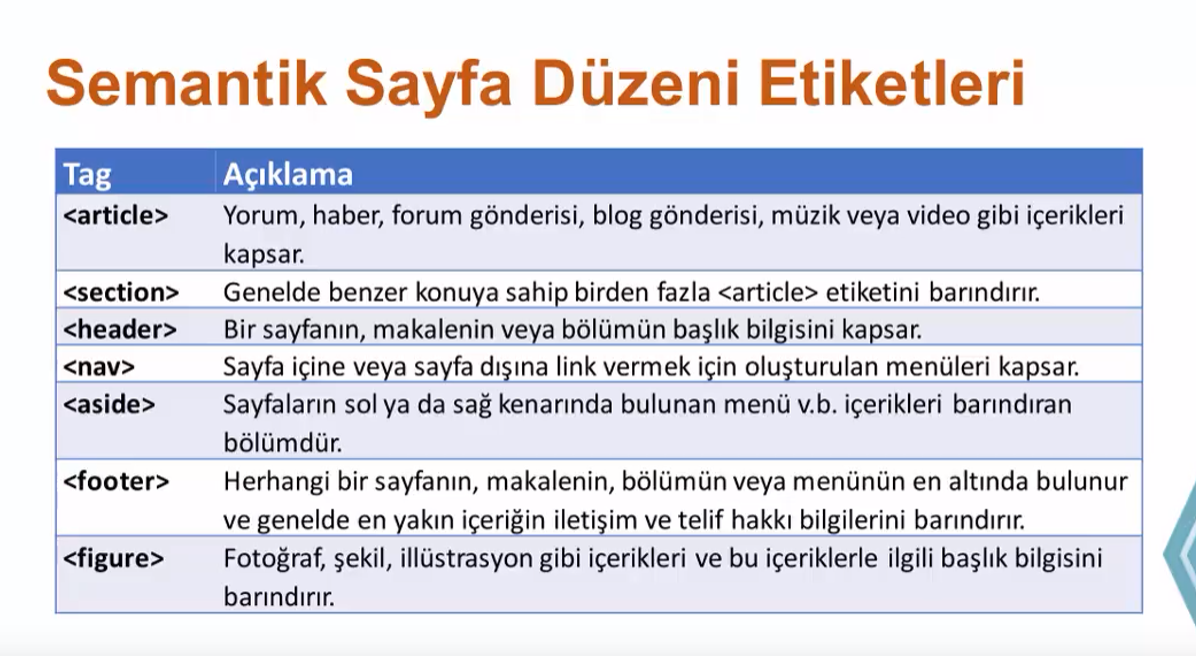 Semantik Sayfa Düzeni Etiketleri
Tag Açıklama
<article> Yorum, haber, forum gönderisi, blog gönderisi, müzik veya video gibi içerikleri
kapsar.
<section> Genelde benzer konuya sahip birden fazla <article> etiketini barındırır.
<header> Bir sayfanın, makalenin veya bölümün başlık bilgisini kapsar.
<nav> Sayfa içine veya sayfa dışına link vermek için oluşturulan menüleri kapsar.
<aside> Sayfaların sol ya da sağ kenarında bulunan menü v.b. içerikleri barındıran
bölümdür.
<footer> Herhangi bir sayfanın, makalenin, bölümün veya menünün en altında bulunur
ve genelde en yakın içeriğin iletişim ve telif hakkı bilgilerini barındırır.
<figure> Fotoğraf, şekil, illüstrasyon gibi içerikleri ve bu içeriklerle ilgili başlık bilgisini
barındırır.